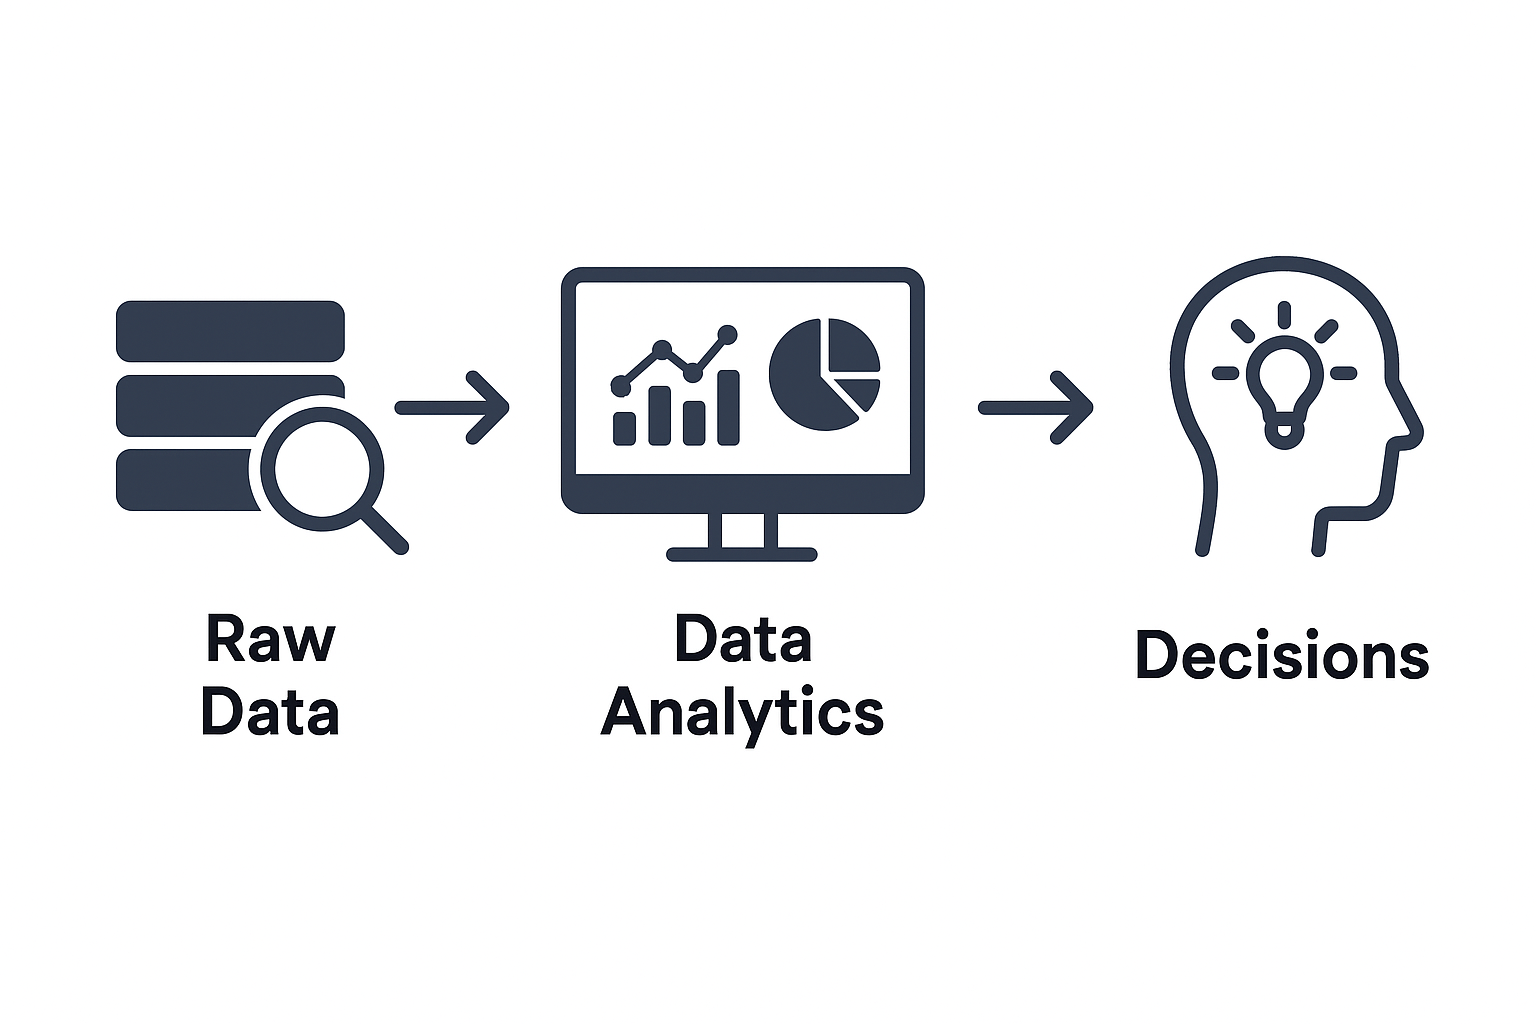 Raw
Data
Data
Analytics
Decisions